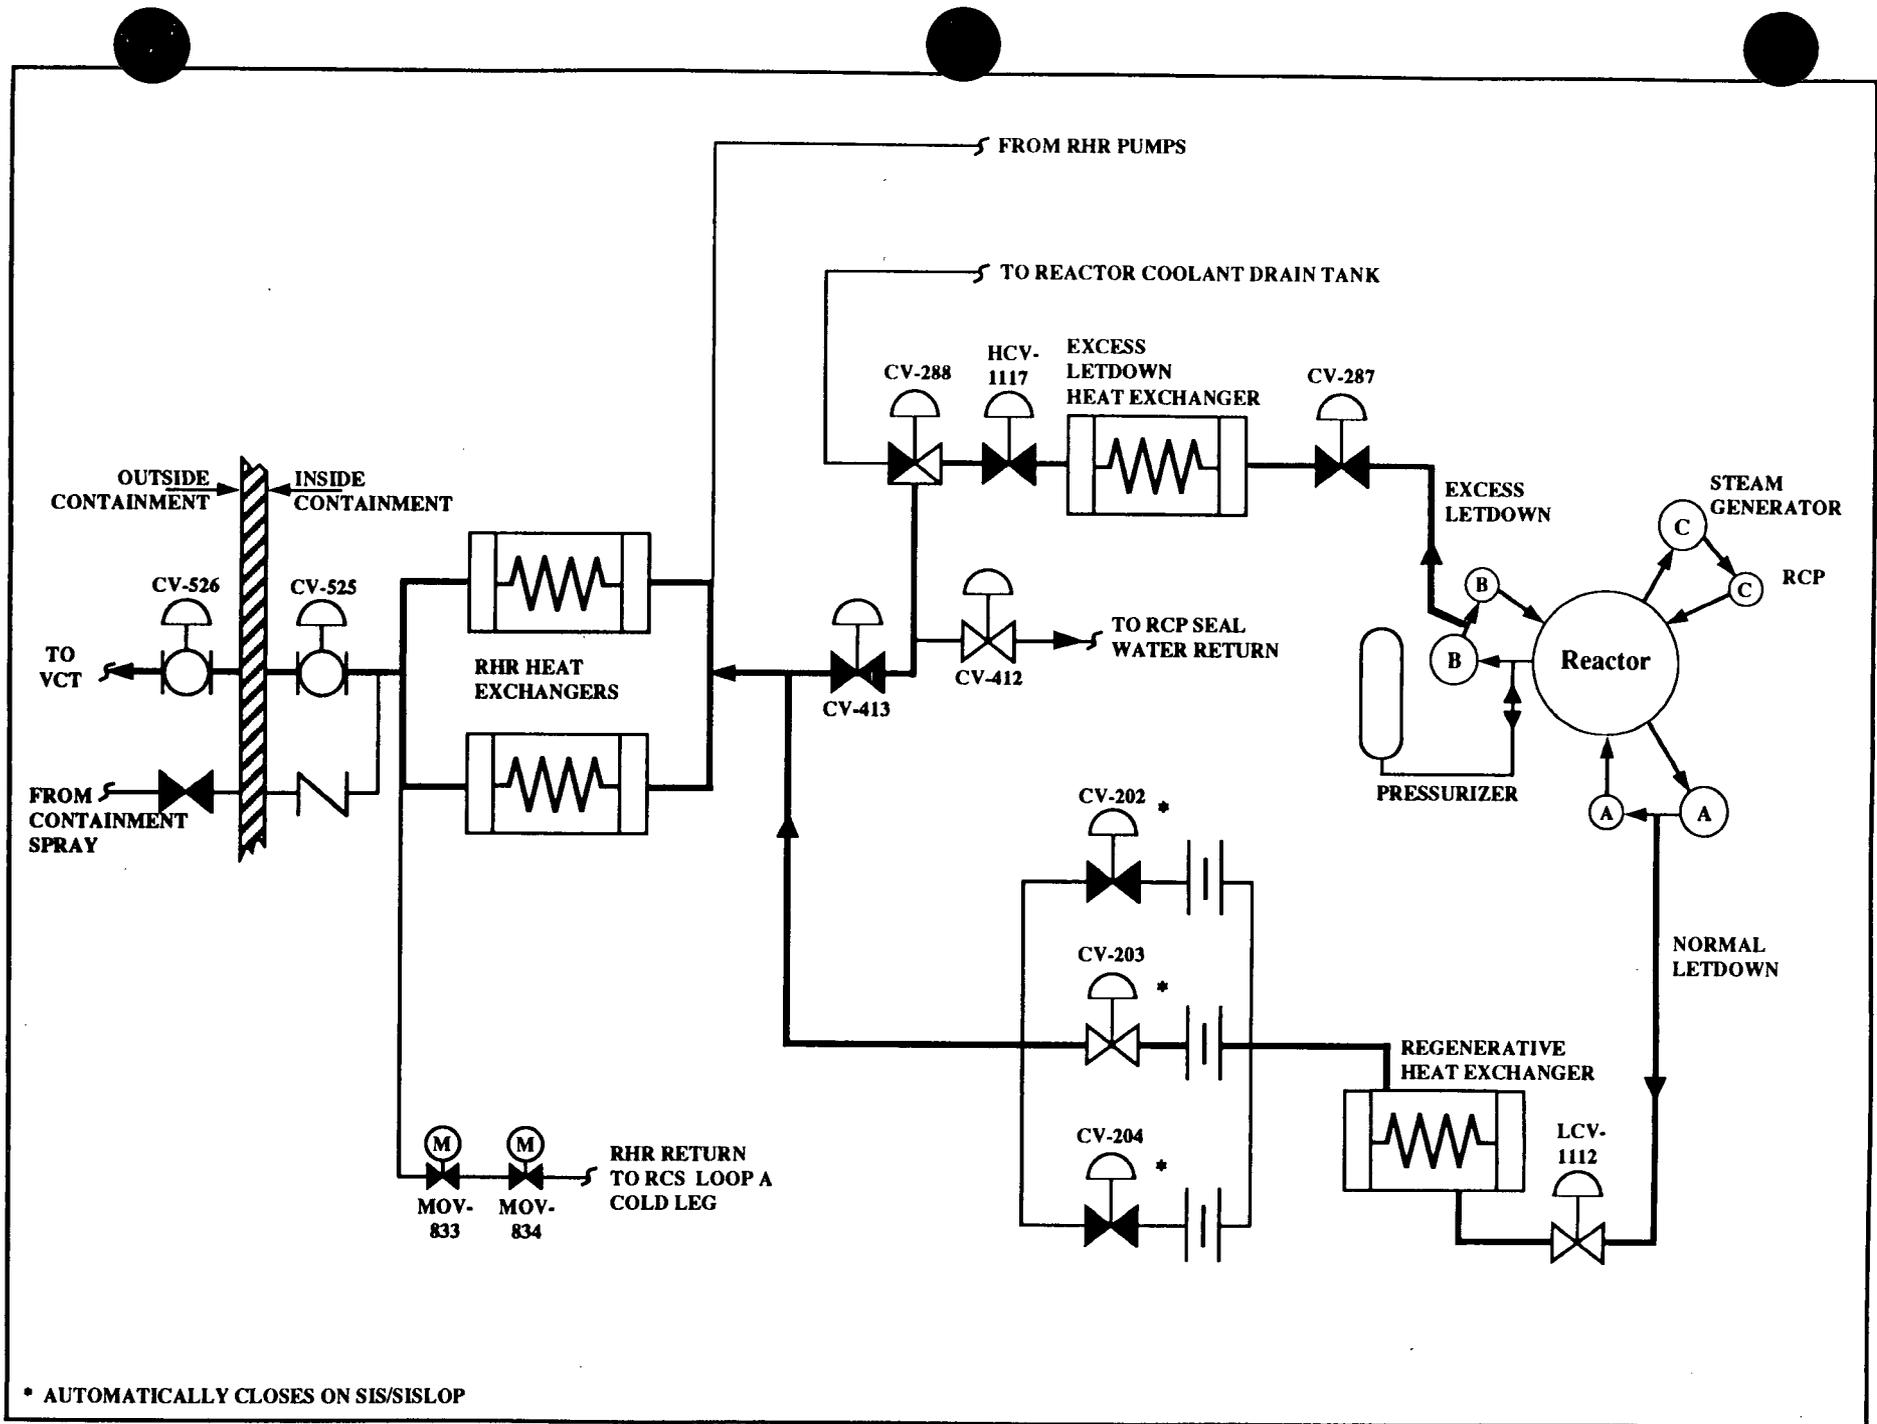 FROM RHR PUMPS
TO REACTOR COOLANT DRAIN TANK
CV-288
HCV-
1117
EXCESS
LETDOWN
HEAT EXCHANGER
CV-287
OUTSIDE
CONTAINMENT
INSIDE
CONTAINMENT
EXCESS
LETDOWN
STEAM
GENERATOR
C
C
RCP
CV-526
CV-525
B
B
Reactor
TO
VCT
RHR HEAT
EXCHANGERS
TO RCP SEAL
WATER RETURN
CV-412
CV-413
FROM
CONTAINMENT
SPRAY
PRESSURIZER
A
A
CV-202 *
CV-203
*
NORMAL
LETDOWN
REGENERATIVE
HEAT EXCHANGER
CV-204
*
LCV-
1112
M
M
MOV-
833
MOV-
834
RHR RETURN
TO RCS LOOP A
COLD LEG
* AUTOMATICALLY CLOSES ON SIS/SISLOP